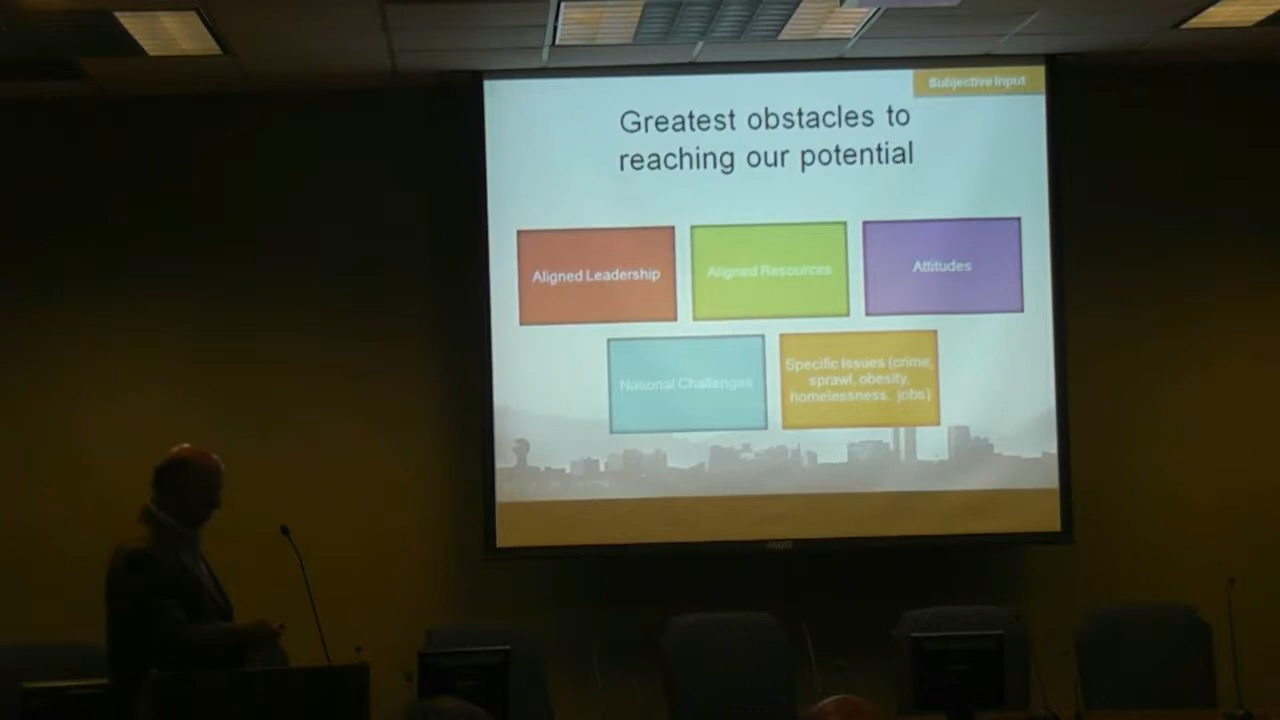 Subjective Input
Greatest obstacles to
reaching our potential
Aligned Leadership
Aligned Resources
Attitudes
National Challenges
Specific Issues (crime,
sprawl, obesity,
homelessness, jobs)